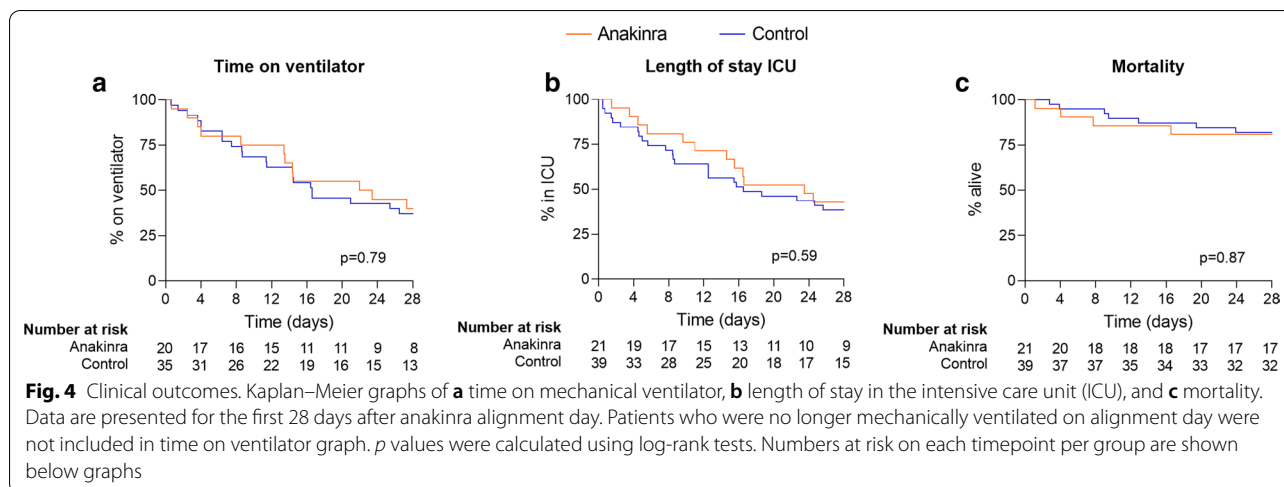 Anakinra Control
a Time on ventilator
b Length of stay ICU
c Mortality
% on ventilator
100
75
50
25
0
p=0.79
0 4 8 12 16 20 24 28
Time (days)
Number at risk
Anakinra 20 17 16 15 11 11 9 8
Control 35 31 26 22 19 16 15 13
% in ICU
100
75
50
25
0
p=0.59
0 4 8 12 16 20 24 28
Time (days)
Number at risk
Anakinra 21 19 17 15 13 11 10 9
Control 39 33 28 25 20 18 17 15
% alive
100
75
50
25
0
p=0.87
0 4 8 12 16 20 24 28
Time (days)
Number at risk
Anakinra 21 20 18 18 18 17 17 17
Control 39 37 37 35 34 33 32 32
Fig. 4 Clinical outcomes. Kaplan–Meier graphs of a time on mechanical ventilator, b length of stay in the intensive care unit (ICU), and c mortality.
Data are presented for the first 28 days after anakinra alignment day. Patients who were no longer mechanically ventilated on alignment day were
not included in time on ventilator graph. p values were calculated using log-rank tests. Numbers at risk on each timepoint per group are shown
below graphs